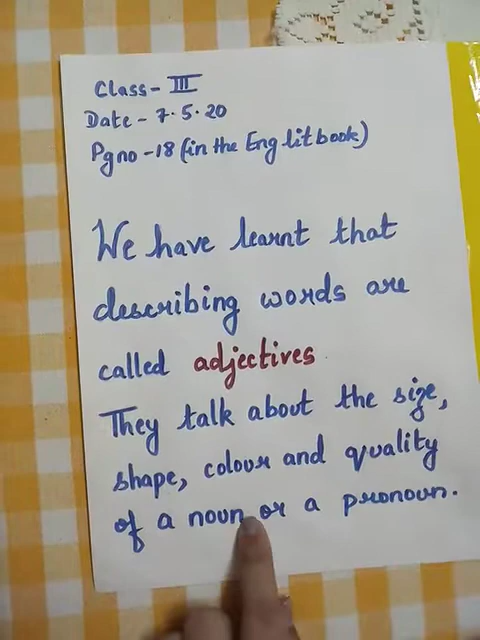 Class- III
Date - 7.5.20
Pg no -18 (in the Eng lit book)
We have learnt that
describing words are
called adjectives.
They talk about the size,
shape, colour and quality
of a noun or a pronoun.